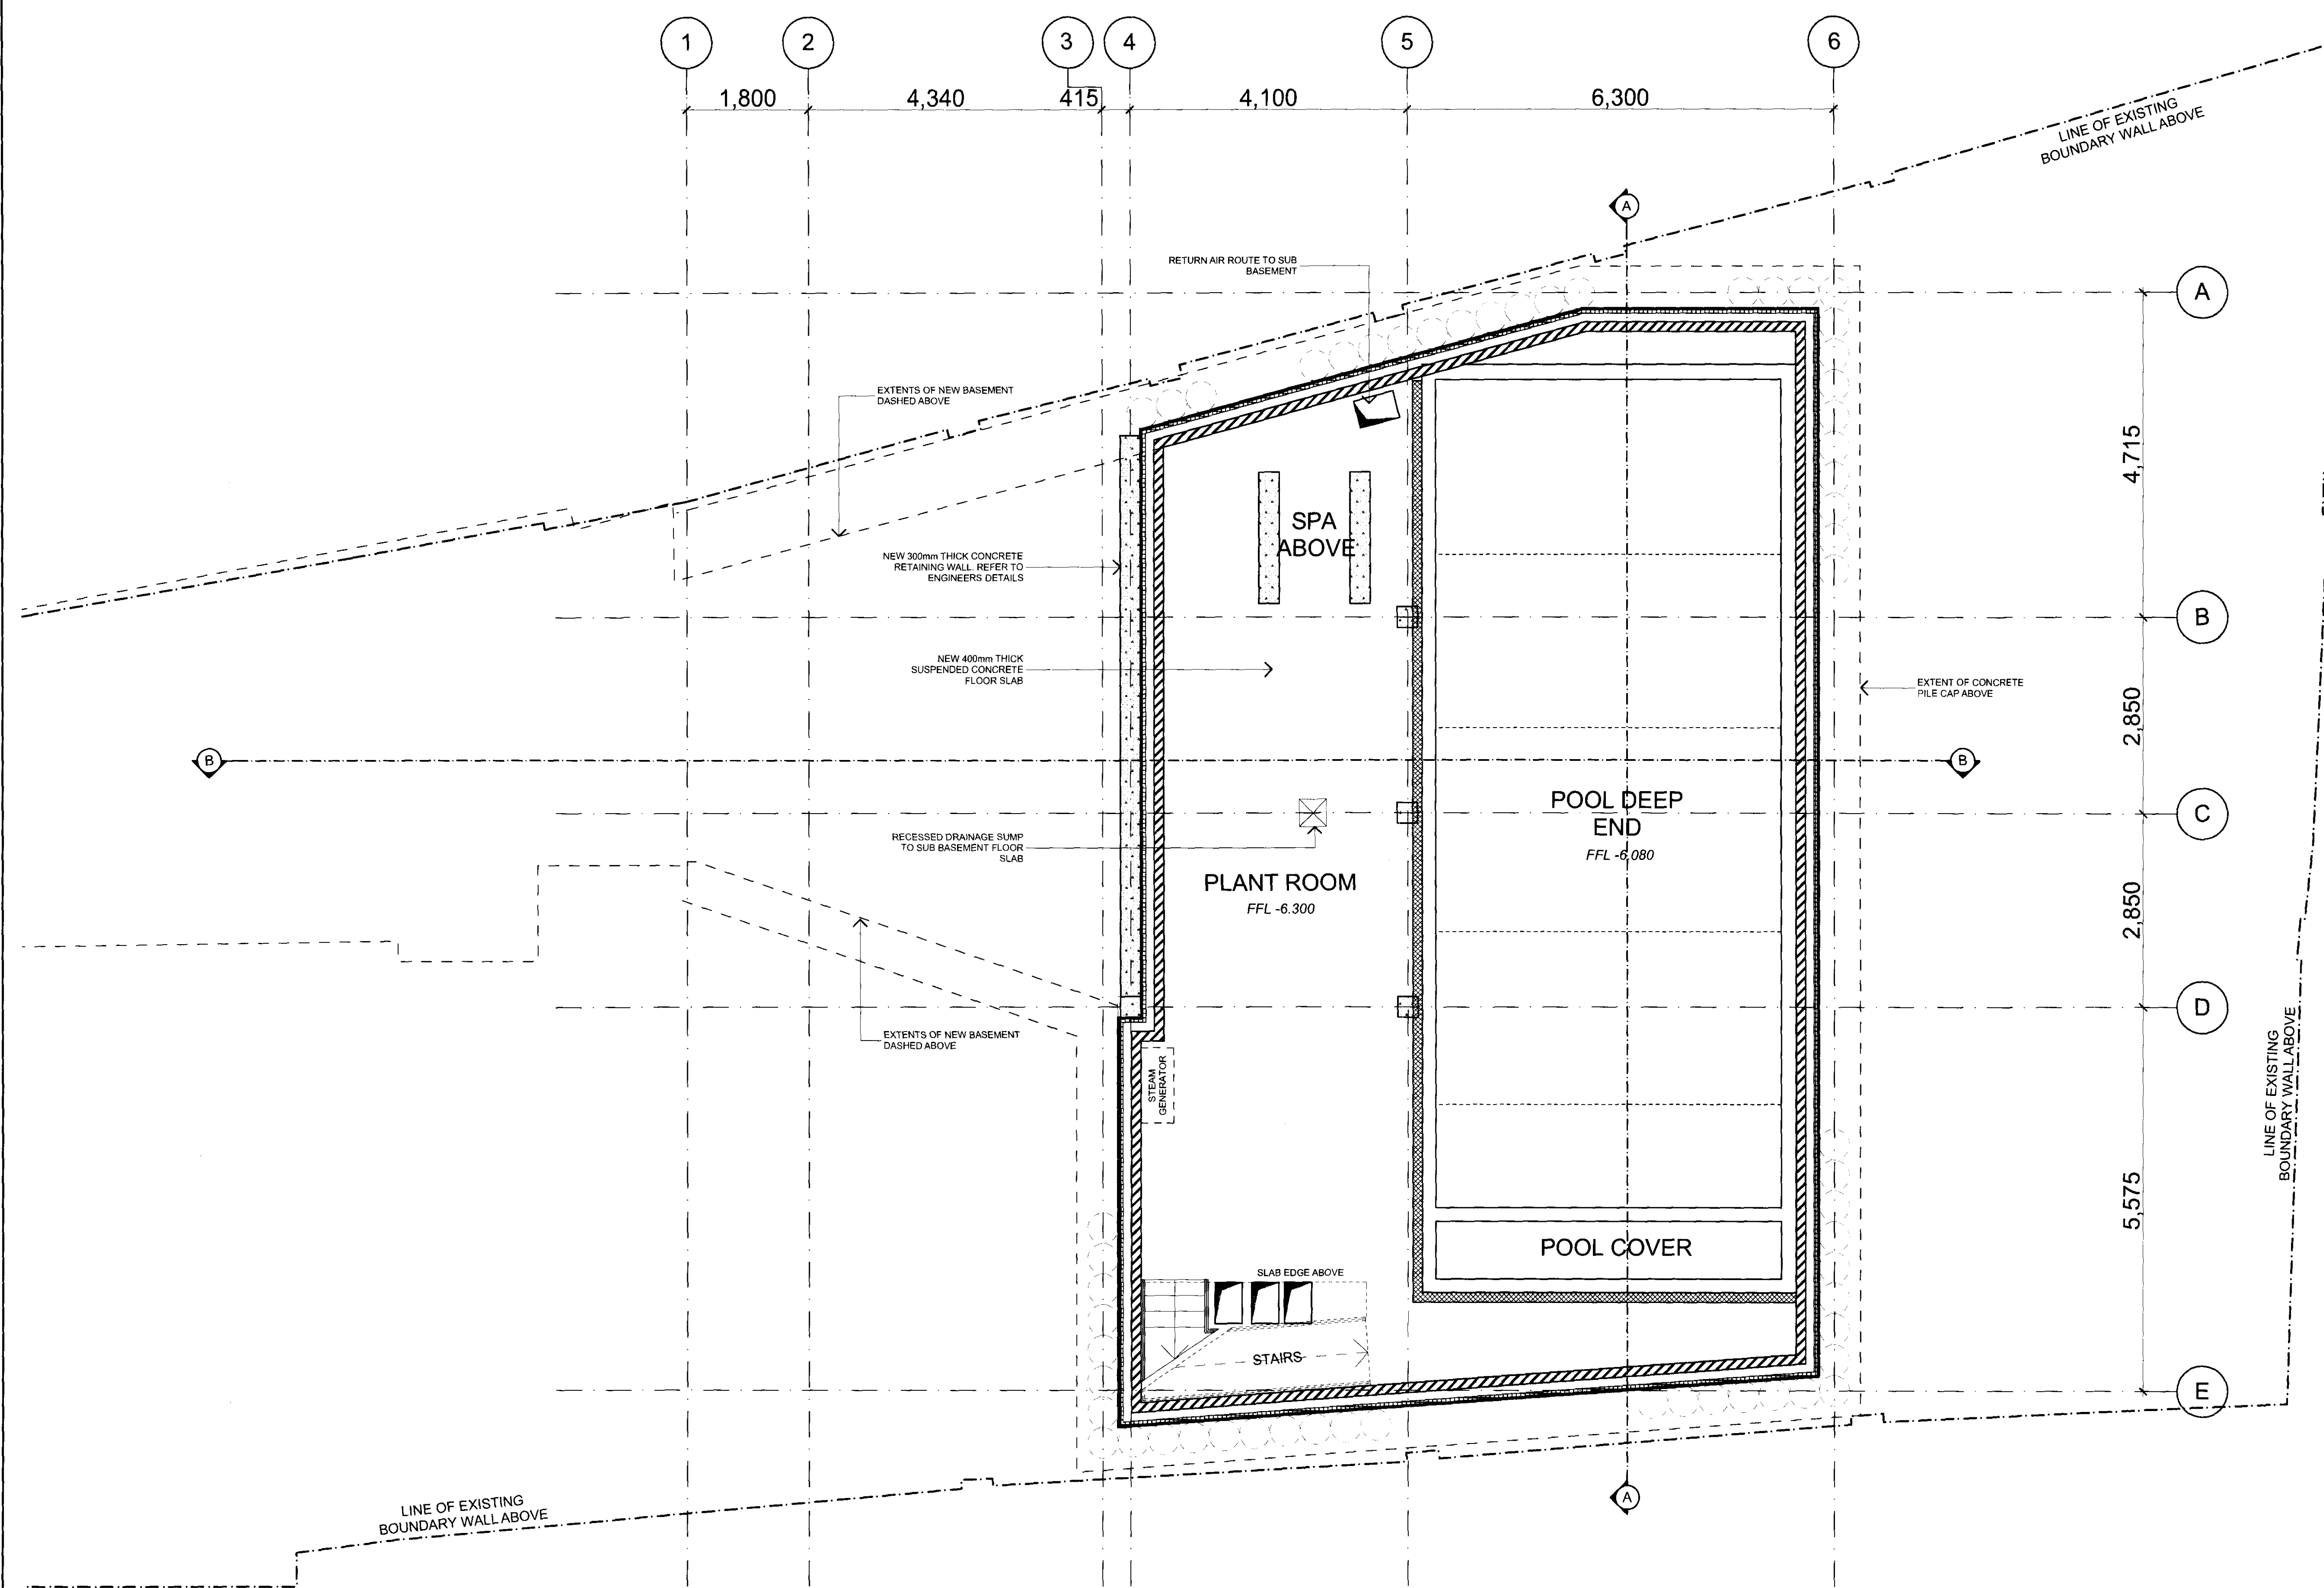 1
2
3
4
5
6
1,800
4,340
415
4,100
6,300
LINE OF EXISTING
BOUNDARY WALL ABOVE
A
RETURN AIR ROUTE TO SUB
BASEMENT
A
EXTENTS OF NEW BASEMENT
DASHED ABOVE
4,715
SPA
ABOVE
NEW 300mm THICK CONCRETE
RETAINING WALL. REFER TO
ENGINEERS DETAILS
B
NEW 400mm THICK
SUSPENDED CONCRETE
FLOOR SLAB
EXTENT OF CONCRETE
PILE CAP ABOVE
2,850
B
B
POOL DEEP
END
FFL -6.080
C
RECESSED DRAINAGE SUMP
TO SUB BASEMENT FLOOR
SLAB
PLANT ROOM
FFL -6.300
2,850
D
EXTENTS OF NEW BASEMENT
DASHED ABOVE
STEAM
GENERATOR
LINE OF EXISTING
BOUNDARY WALL ABOVE
5,575
POOL COVER
SLAB EDGE ABOVE
STAIRS
E
A
LINE OF EXISTING
BOUNDARY WALL ABOVE